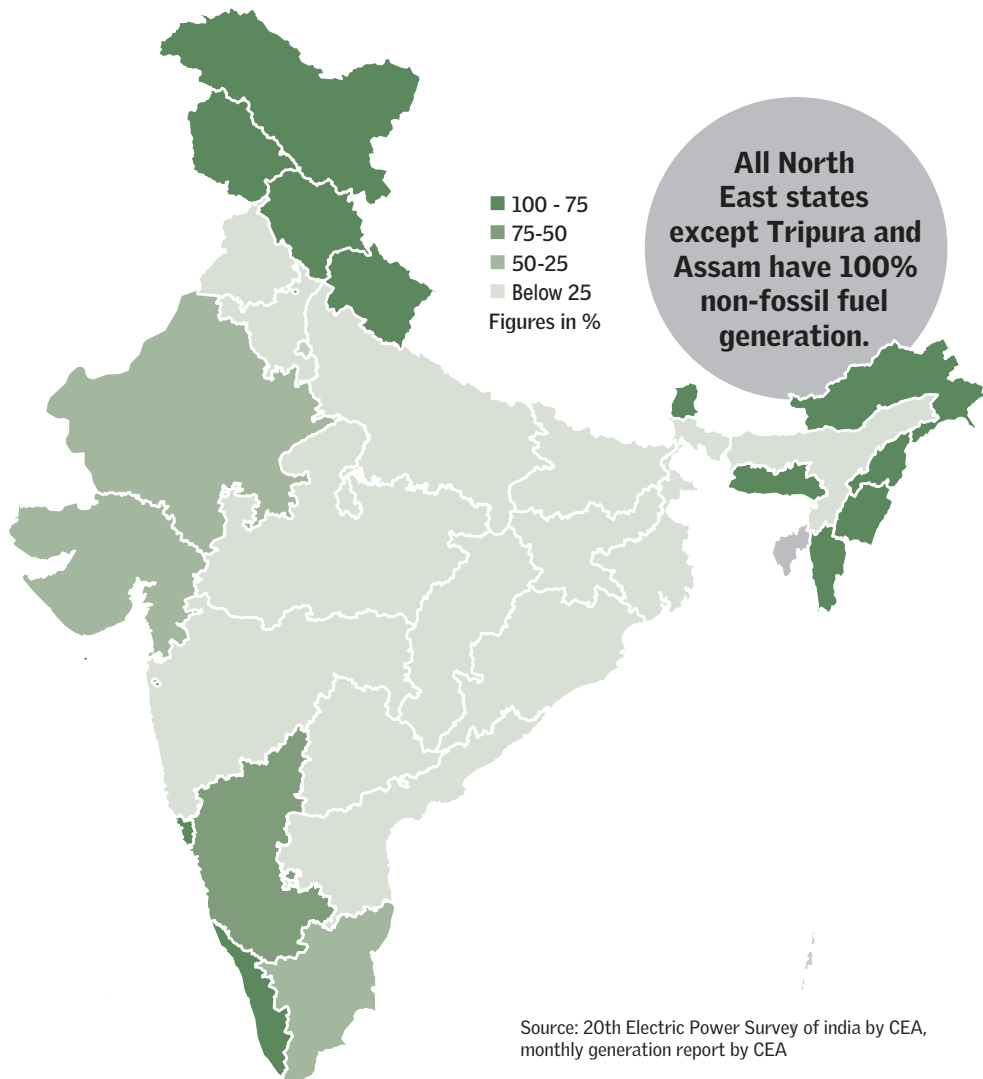 All North
East states
except Tripura and
Assam have 100%
non-fossil fuel
generation.
100 - 75
75-50
50-25
Below 25
Figures in %
Source: 20th Electric Power Survey of india by CEA,
monthly generation report by CEA